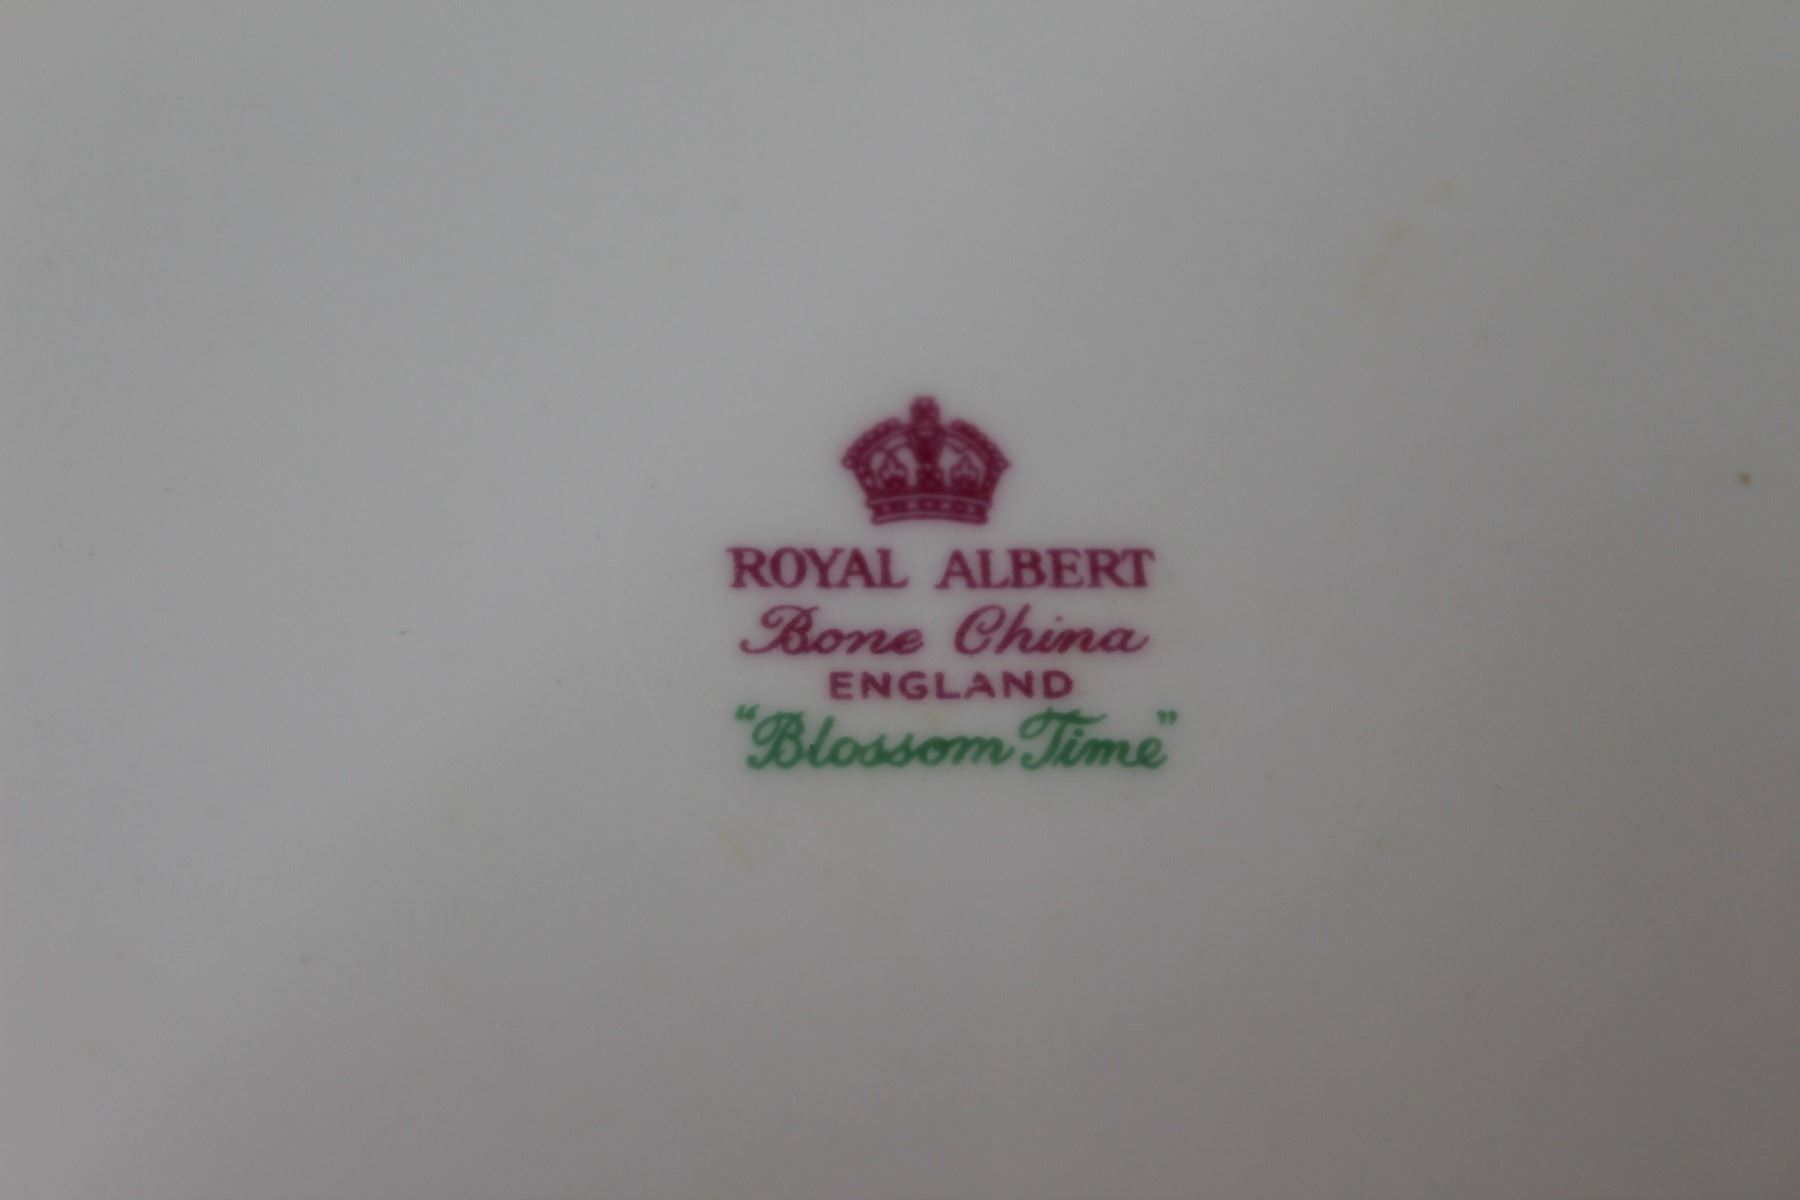 ROYAL ALBERT
Bone China
ENGLAND
“Blossom Time”